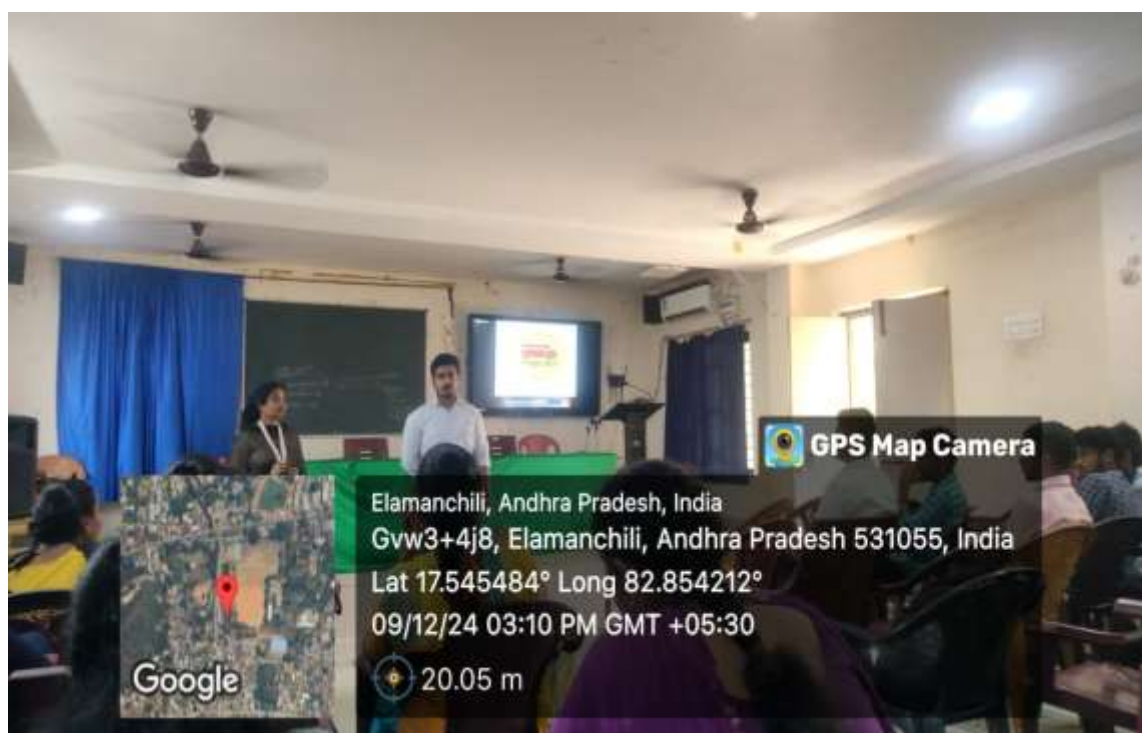 GPS Map Camera
Elamanchili, Andhra Pradesh, India
Gvw3+4j8, Elamanchili, Andhra Pradesh 531055, India
Lat 17.545484° Long 82.854212°
09/12/24 03:10 PM GMT +05:30
20.05 m
Google